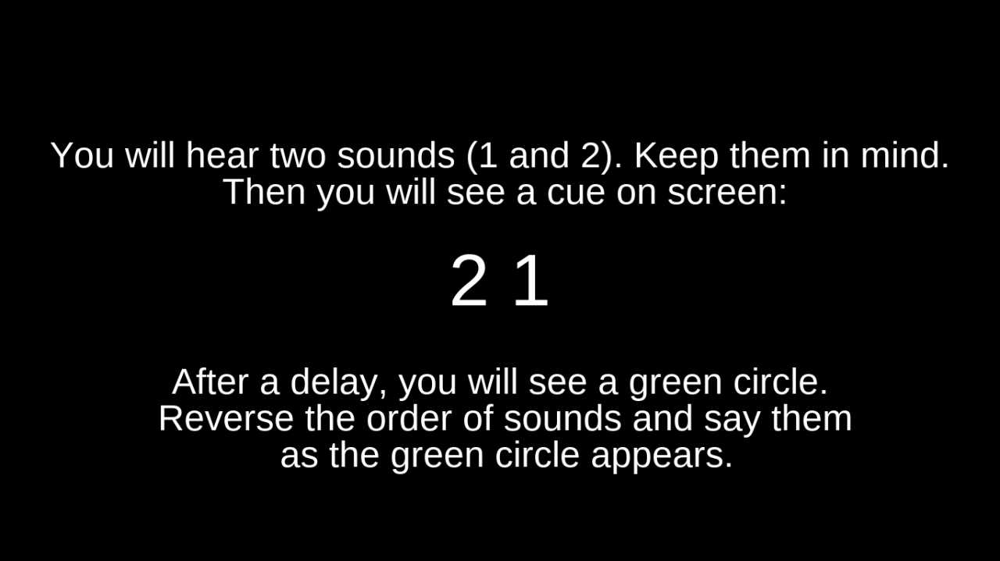 You will hear two sounds (1 and 2). Keep them in mind.
Then you will see a cue on screen:
2 1
After a delay, you will see a green circle.
Reverse the order of sounds and say them
as the green circle appears.